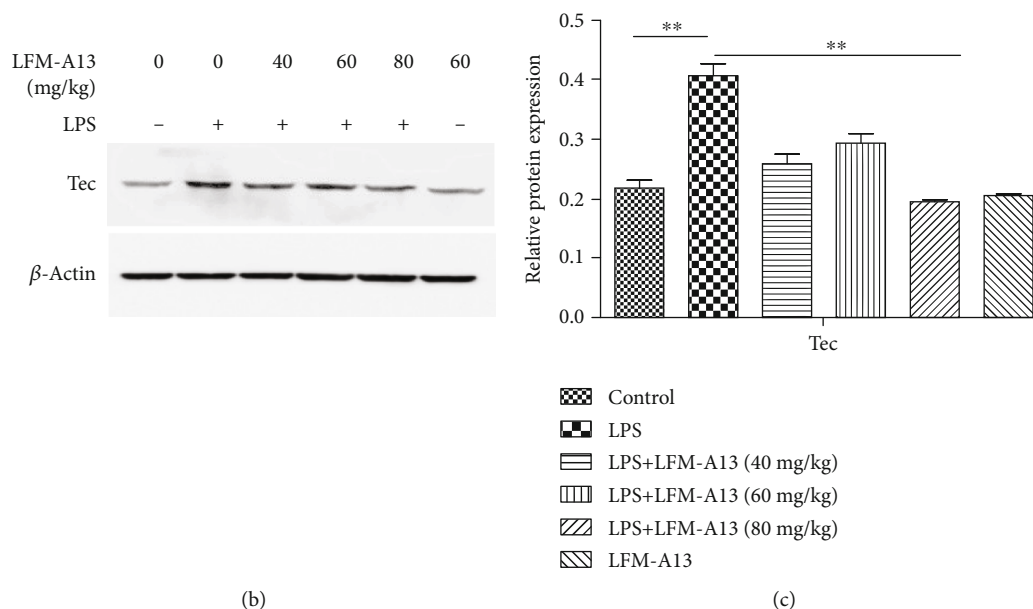 LFM-A13 0 0 40 60 80 60
(mg/kg)
LPS – + + + + –
Tec
β-Actin
(b)
0.5
0.4
0.3
0.2
0.1
0.0
Relative protein expression
**
**
Tec
Control
LPS
LPS+LFM-A13 (40 mg/kg)
LPS+LFM-A13 (60 mg/kg)
LPS+LFM-A13 (80 mg/kg)
LFM-A13
(c)